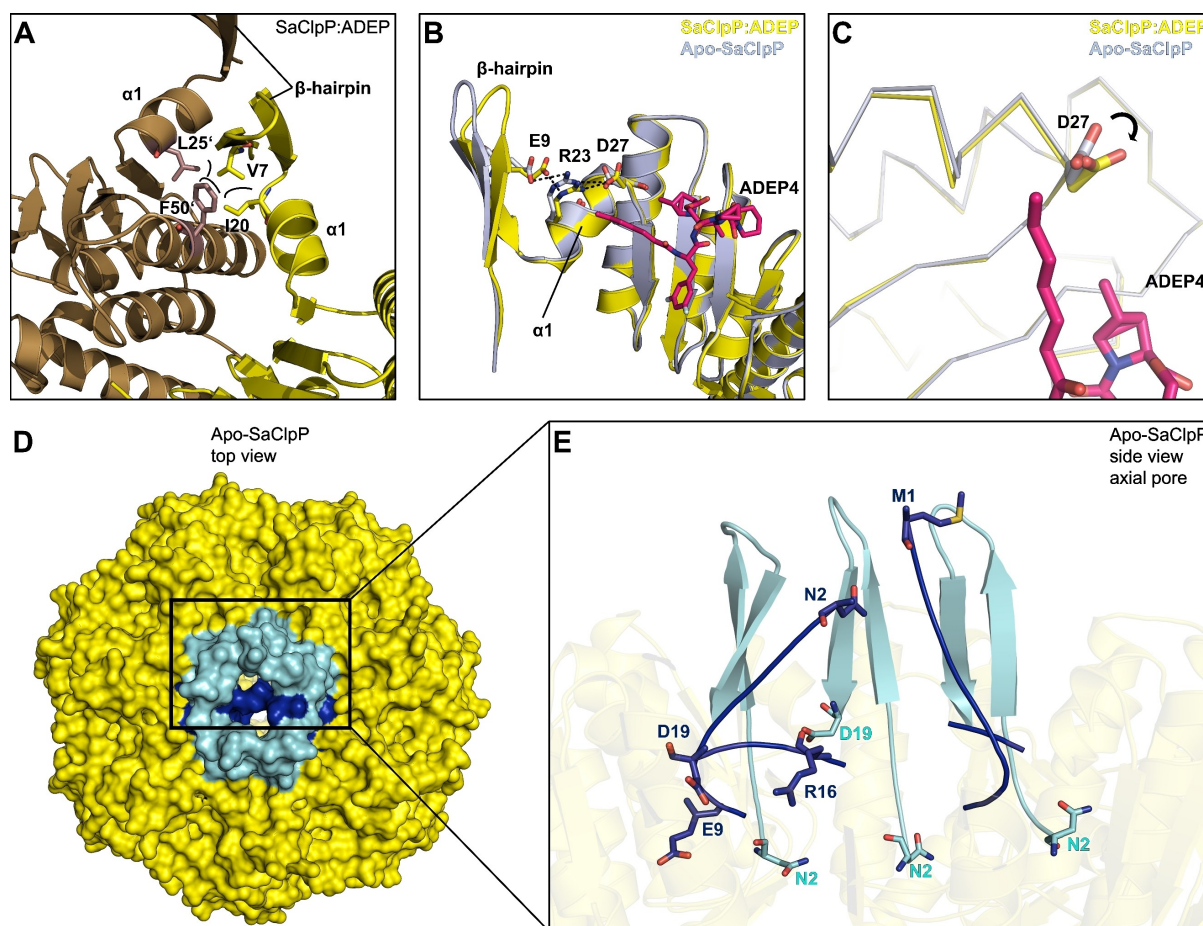 A
SaClpP:ADEP
β-hairpin
α1
L25‘
V7
F50‘
I20
α1
B
SaClpP:ADEP
Apo-SaClpP
β-hairpin
E9
R23
D27
ADEP4
α1
C
SaClpP:ADEP
Apo-SaClpP
D27
ADEP4
D
Apo-SaClpP
top view
E
Apo-SaClpP
side view
axial pore
M1
N2
D19
D19
R16
E9
N2
N2
N2